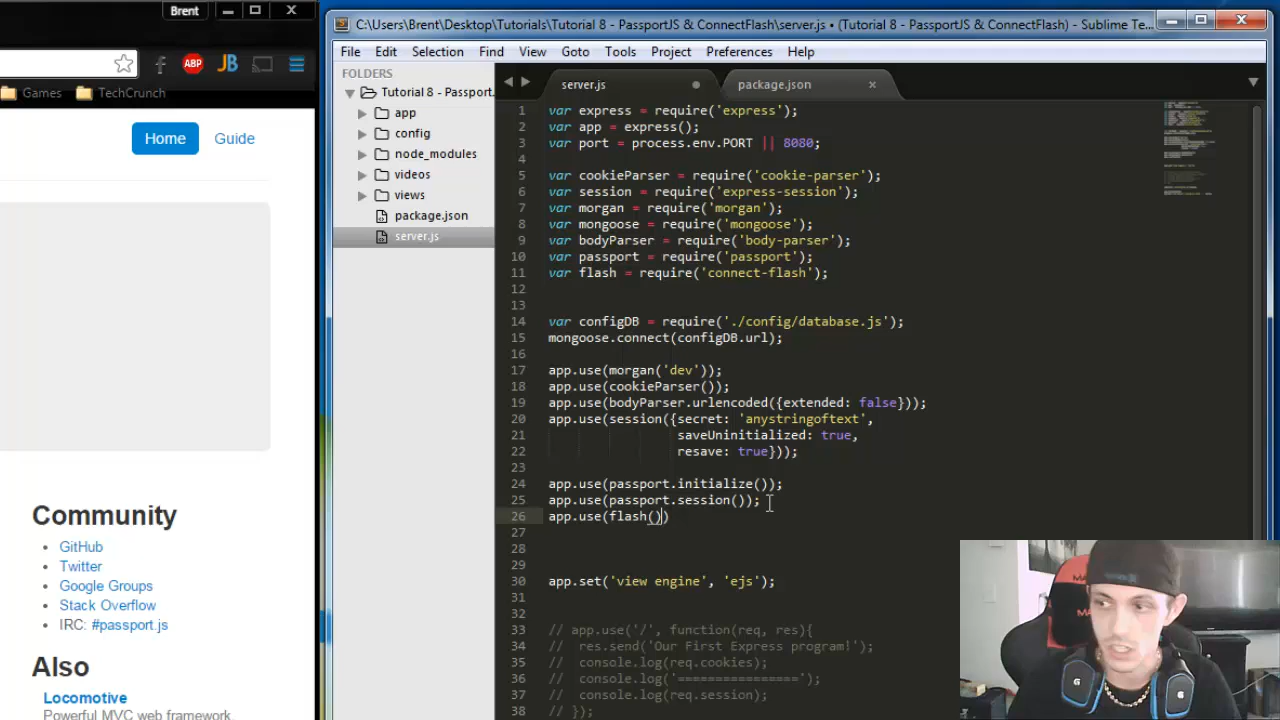 Brent
C:\Users\Brent\Desktop\Tutorials\Tutorial 8 - PassportJS & ConnectFlash\server.js • (Tutorial 8 - PassportJS & ConnectFlash) - Sublime Te...
File Edit Selection Find View Goto Tools Project Preferences Help
ABP JB
Games TechCrunch
Home Guide
Community
GitHub
Twitter
Google Groups
Stack Overflow
IRC: #passport.js
Also
Locomotive
Powerful MVC web framework.
FOLDERS
Tutorial 8 - Passport.
app
config
node_modules
videos
views
package.json
server.js
server.js package.json
1 var express = require('express');
2 var app = express();
3 var port = process.env.PORT || 8080;
4
5 var cookieParser = require('cookie-parser');
6 var session = require('express-session');
7 var morgan = require('morgan');
8 var mongoose = require('mongoose');
9 var bodyParser = require('body-parser');
10 var passport = require('passport');
11 var flash = require('connect-flash');
12
13
14 var configDB = require('./config/database.js');
15 mongoose.connect(configDB.url);
16
17 app.use(morgan('dev'));
18 app.use(cookieParser());
19 app.use(bodyParser.urlencoded({extended: false}));
20 app.use(session({secret: 'anystringoftext',
21 saveUninitialized: true,
22 resave: true}));
23
24 app.use(passport.initialize());
25 app.use(passport.session());
26 app.use(flash())
27
28
29
30 app.set('view engine', 'ejs');
31
32
33 // app.use('/', function(req, res){
34 // res.send('Our First Express program!');
35 // console.log(req.cookies);
36 // console.log('================');
37 // console.log(req.session);
38 // });
G G